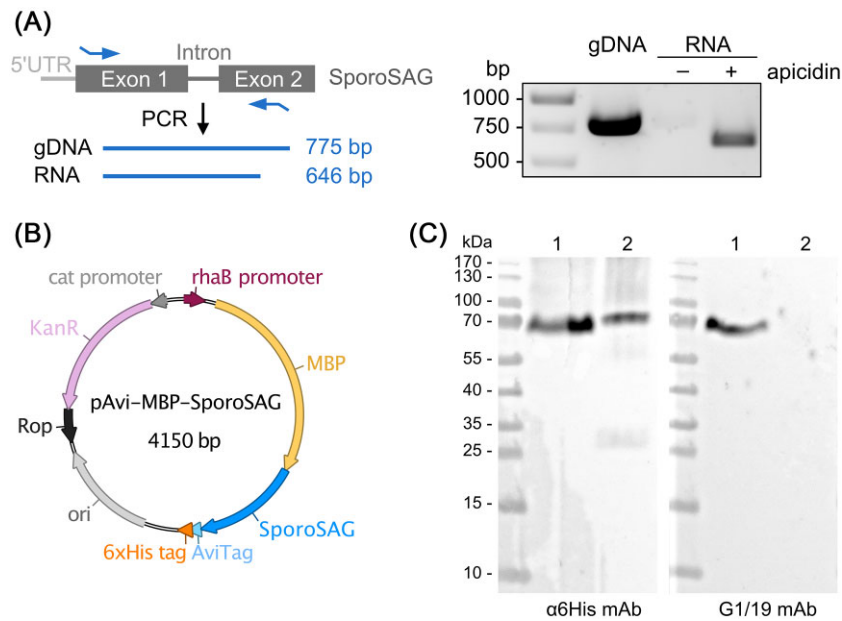 (A)
5'UTR
Exon 1
Intron
Exon 2
SporoSAG
PCR
gDNA 775 bp
RNA 646 bp
gDNA RNA
bp – + apicidin
1000
750
500
(B)
cat promoter
rhaB promoter
KanR
MBP
pAvi–MBP–SporoSAG
4150 bp
Rop
ori
SporoSAG
6xHis tag
AviTag
(C)
kDa 1 2 1 2
170 -
130 -
100 -
70 -
55 -
40 -
35 -
25 -
15 -
10 -
α6His mAb G1/19 mAb